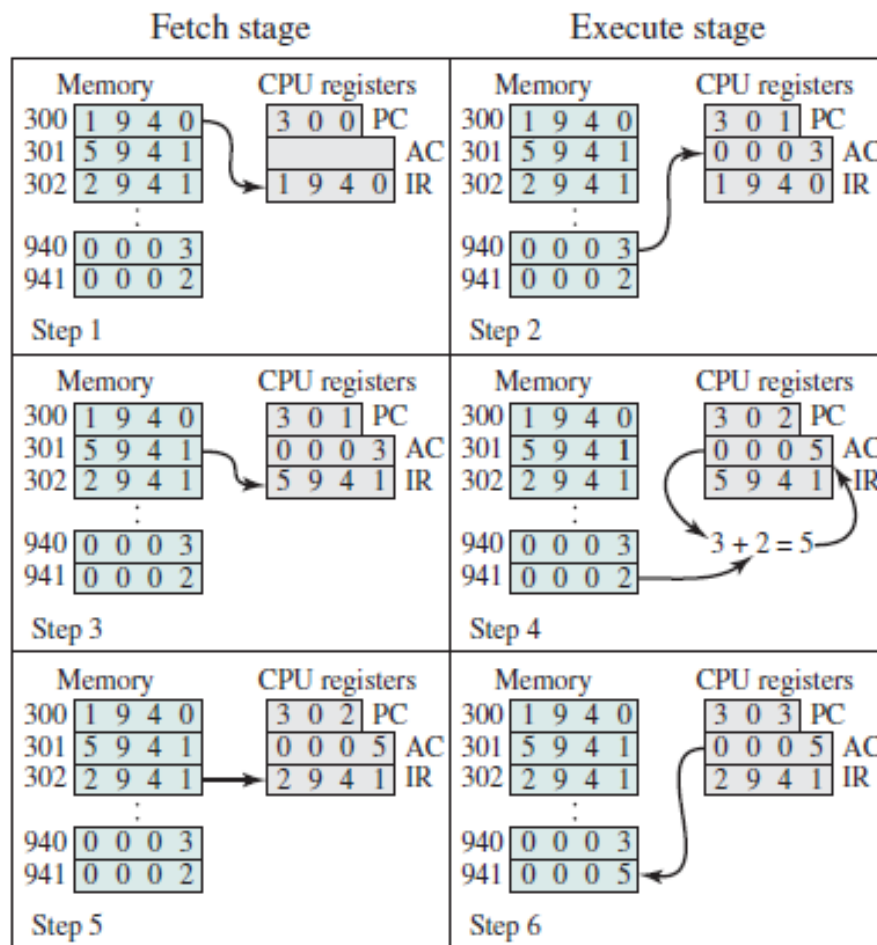 Fetch stage Execute stage
Memory CPU registers
300 1 9 4 0 3 0 0 PC
301 5 9 4 1 AC
302 2 9 4 1 1 9 4 0 IR
:
940 0 0 0 3
941 0 0 0 2
Step 1
Memory CPU registers
300 1 9 4 0 3 0 1 PC
301 5 9 4 1 0 0 0 3 AC
302 2 9 4 1 1 9 4 0 IR
:
940 0 0 0 3
941 0 0 0 2
Step 2
Memory CPU registers
300 1 9 4 0 3 0 1 PC
301 5 9 4 1 0 0 0 3 AC
302 2 9 4 1 5 9 4 1 IR
:
940 0 0 0 3
941 0 0 0 2
Step 3
Memory CPU registers
300 1 9 4 0 3 0 2 PC
301 5 9 4 1 0 0 0 5 AC
302 2 9 4 1 5 9 4 1 IR
:
940 0 0 0 3 3 + 2 = 5
941 0 0 0 2
Step 4
Memory CPU registers
300 1 9 4 0 3 0 2 PC
301 5 9 4 1 0 0 0 5 AC
302 2 9 4 1 2 9 4 1 IR
:
940 0 0 0 3
941 0 0 0 2
Step 5
Memory CPU registers
300 1 9 4 0 3 0 3 PC
301 5 9 4 1 0 0 0 5 AC
302 2 9 4 1 2 9 4 1 IR
:
940 0 0 0 3
941 0 0 0 5
Step 6